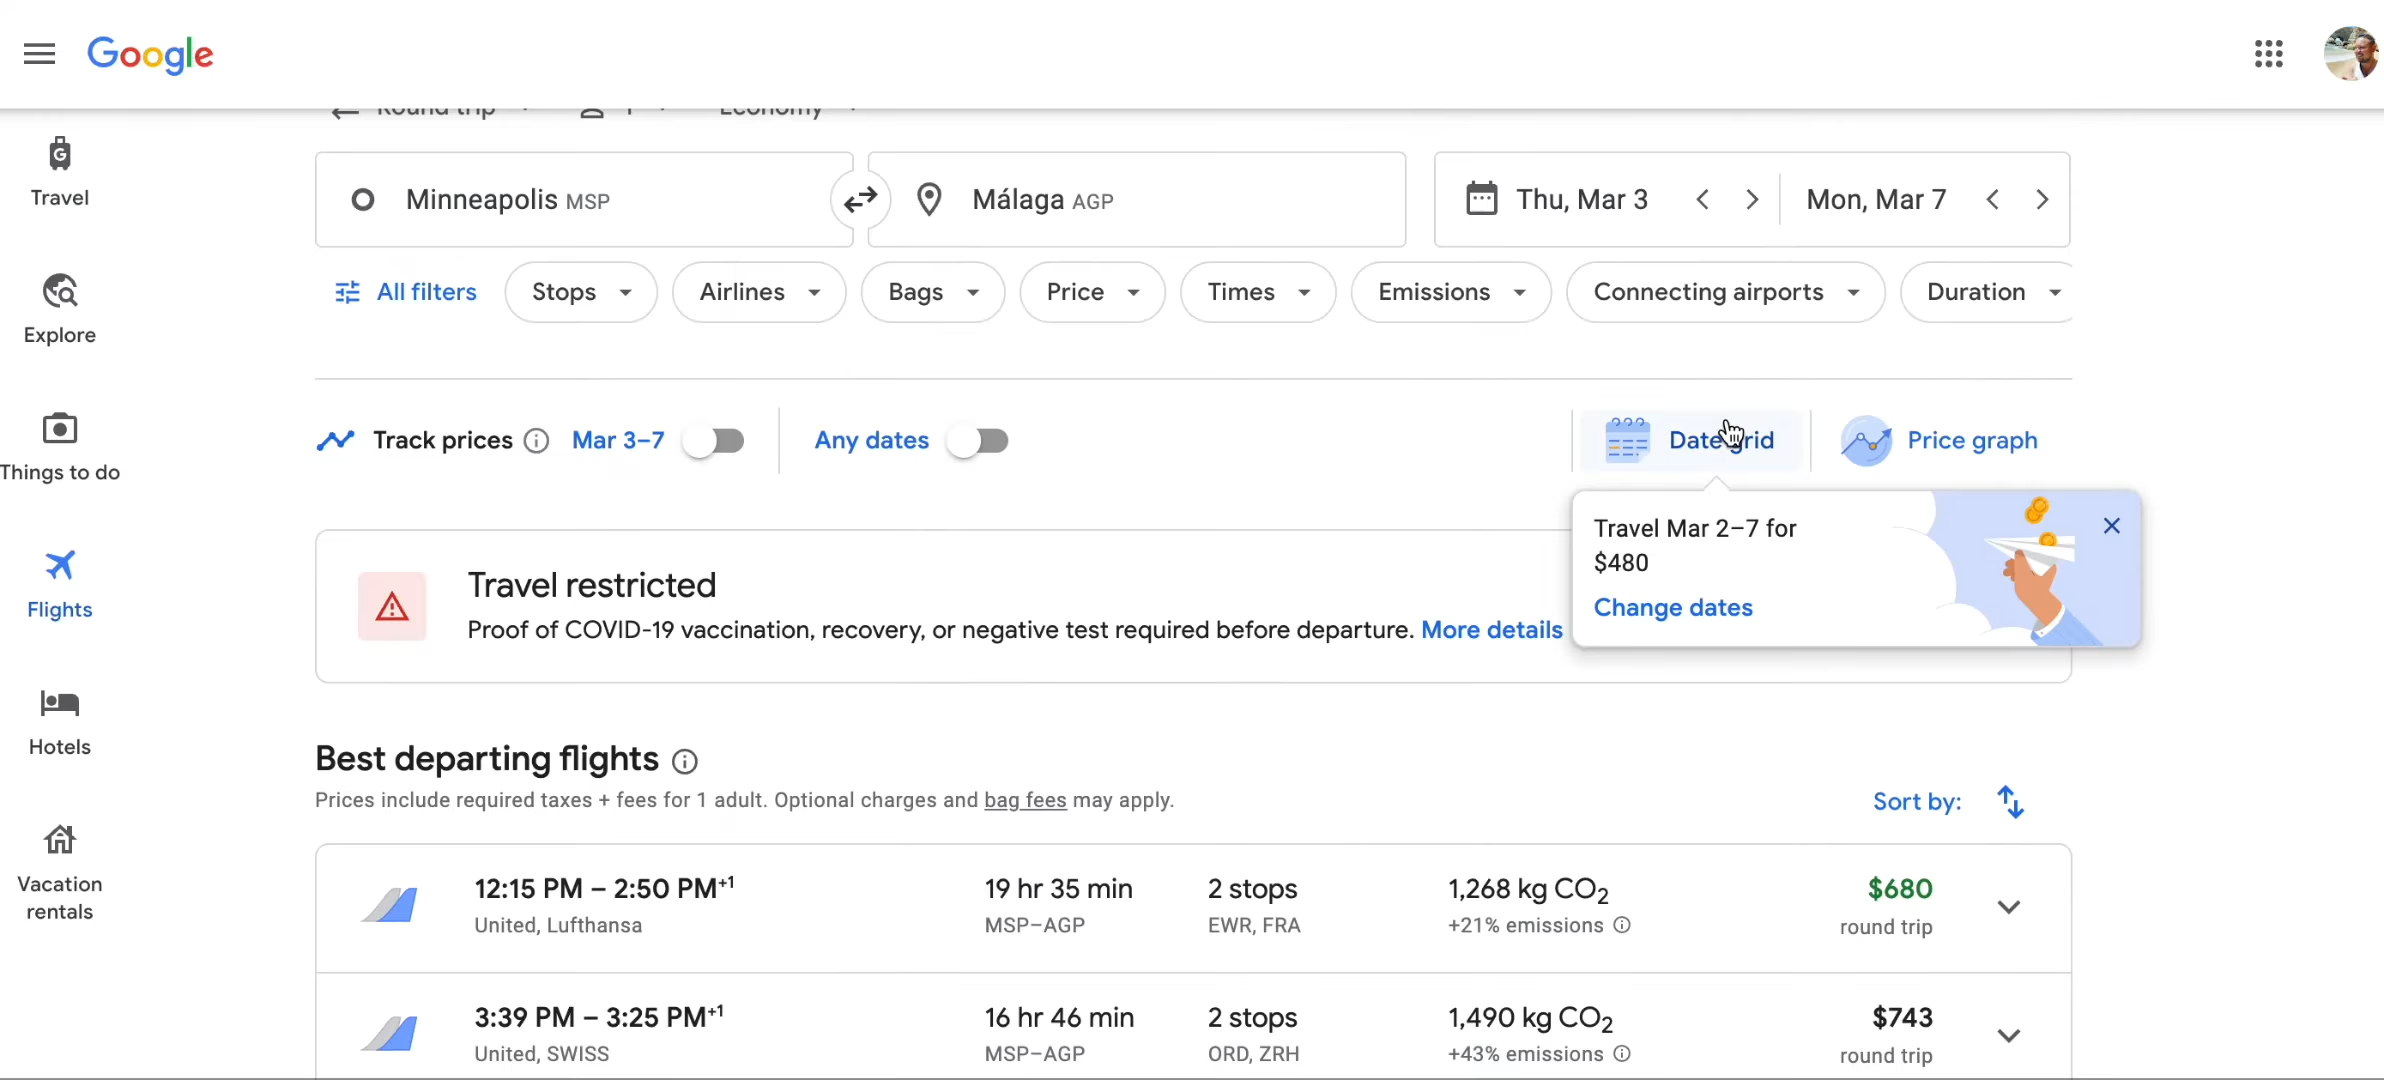 Google
Round trip 1 Economy
Travel
Explore
Things to do
Flights
Hotels
Vacation
rentals
Minneapolis MSP
Málaga AGP
Thu, Mar 3
Mon, Mar 7
All filters
Stops
Airlines
Bags
Price
Times
Emissions
Connecting airports
Duration
Track prices
Mar 3–7
Any dates
Date grid
Price graph
Travel Mar 2–7 for
$480
Change dates
Travel restricted
Proof of COVID-19 vaccination, recovery, or negative test required before departure. More details
Best departing flights
Prices include required taxes + fees for 1 adult. Optional charges and bag fees may apply.
Sort by:
12:15 PM – 2:50 PM+1
United, Lufthansa
19 hr 35 min
MSP–AGP
2 stops
EWR, FRA
1,268 kg CO2
+21% emissions
$680
round trip
3:39 PM – 3:25 PM+1
United, SWISS
16 hr 46 min
MSP–AGP
2 stops
ORD, ZRH
1,490 kg CO2
+43% emissions
$743
round trip